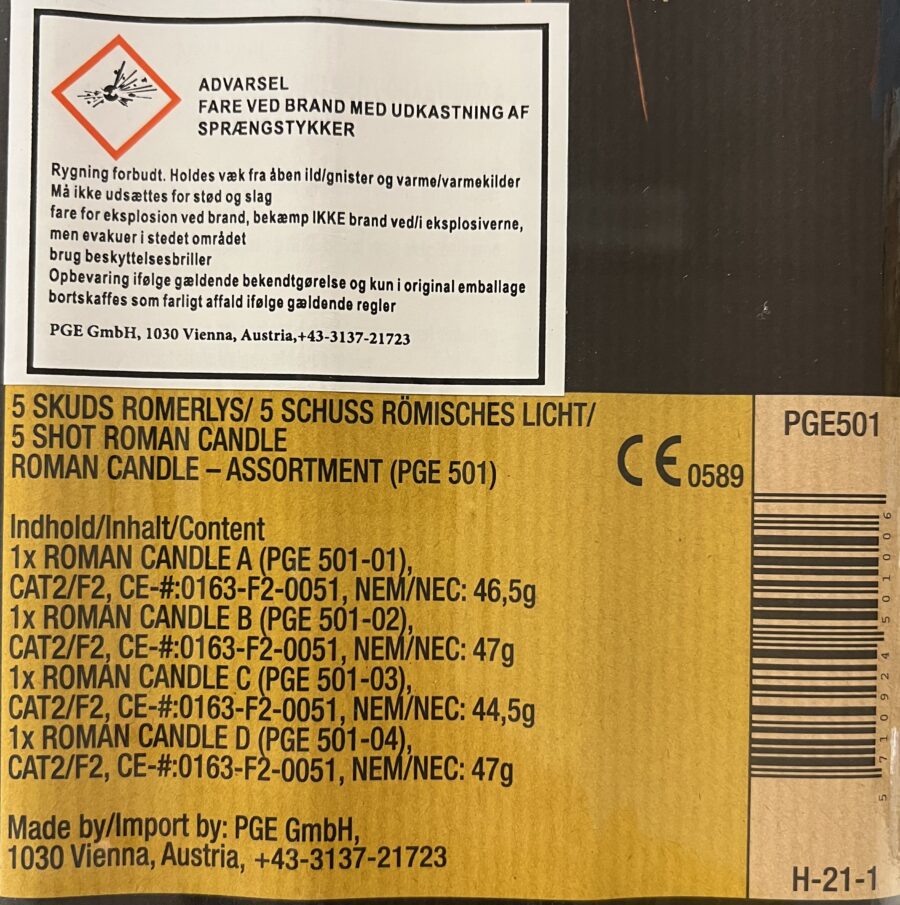 ADVARSEL
FARE VED BRAND MED UDKASTNING AF
SPRÆNGSTYKKER
Rygning forbudt. Holdes væk fra åben ild/gnister og varme/varmekilder
Må ikke udsættes for stød og slag
fare for eksplosion ved brand, bekæmp IKKE brand ved/i eksplosiverne,
men evakuer i stedet området
brug beskyttelsesbriller
Opbevaring ifølge gældende bekendtgørelse og kun i original emballage
bortskaffes som farligt affald ifølge gældende regler
PGE GmbH, 1030 Vienna, Austria,+43-3137-21723
5 SKUDS ROMERLYS/ 5 SCHUSS RÖMISCHES LICHT/
5 SHOT ROMAN CANDLE
ROMAN CANDLE – ASSORTMENT (PGE 501)
CE 0589
Indhold/Inhalt/Content
1x ROMAN CANDLE A (PGE 501-01),
CAT2/F2, CE-#:0163-F2-0051, NEM/NEC: 46,5g
1x ROMAN CANDLE B (PGE 501-02),
CAT2/F2, CE-#:0163-F2-0051, NEM/NEC: 47g
1x ROMAN CANDLE C (PGE 501-03),
CAT2/F2, CE-#:0163-F2-0051, NEM/NEC: 44,5g
1x ROMAN CANDLE D (PGE 501-04),
CAT2/F2, CE-#:0163-F2-0051, NEM/NEC: 47g
Made by/Import by: PGE GmbH,
1030 Vienna, Austria, +43-3137-21723
PGE501
5 710924 501006
H-21-1